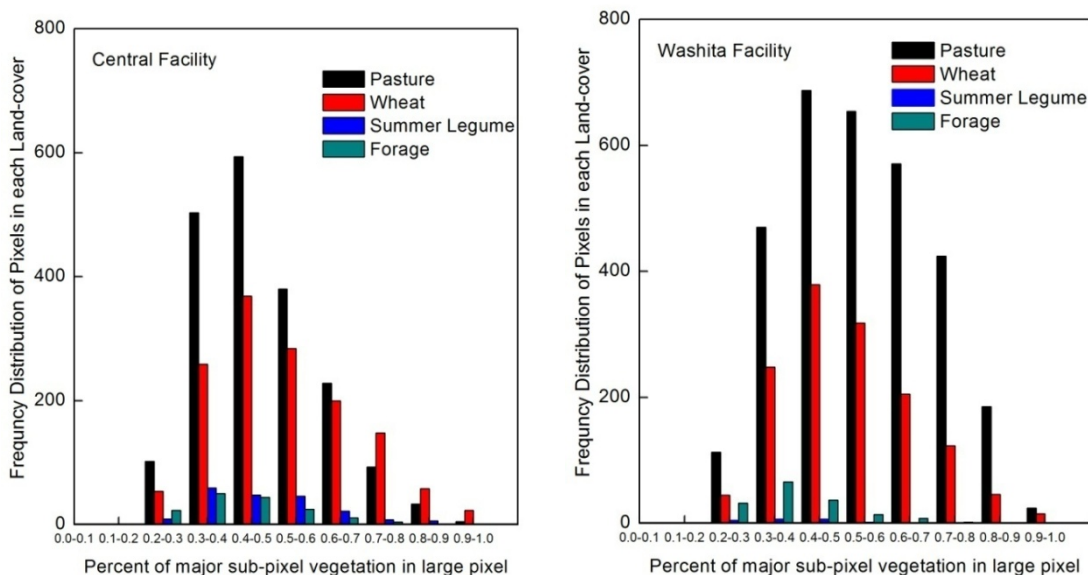 800
600
400
200
0
Frequncy Distribution of Pixels in each Land-cover
Central Facility
Pasture
Wheat
Summer Legume
Forage
0.0-0.1 0.1-0.2 0.2-0.3 0.3-0.4 0.4-0.5 0.5-0.6 0.6-0.7 0.7-0.8 0.8-0.9 0.9-1.0
Percent of major sub-pixel vegetation in large pixel
800
600
400
200
0
Frequncy Distribution of Pixels in each Land-cover
Washita Facility
Pasture
Wheat
Summer Legume
Forage
0.0-0.1 0.1-0.2 0.2-0.3 0.3-0.4 0.4-0.5 0.5-0.6 0.6-0.7 0.7-0.8 0.8-0.9 0.9-1.0
Percent of major sub-pixel vegetation in large pixel